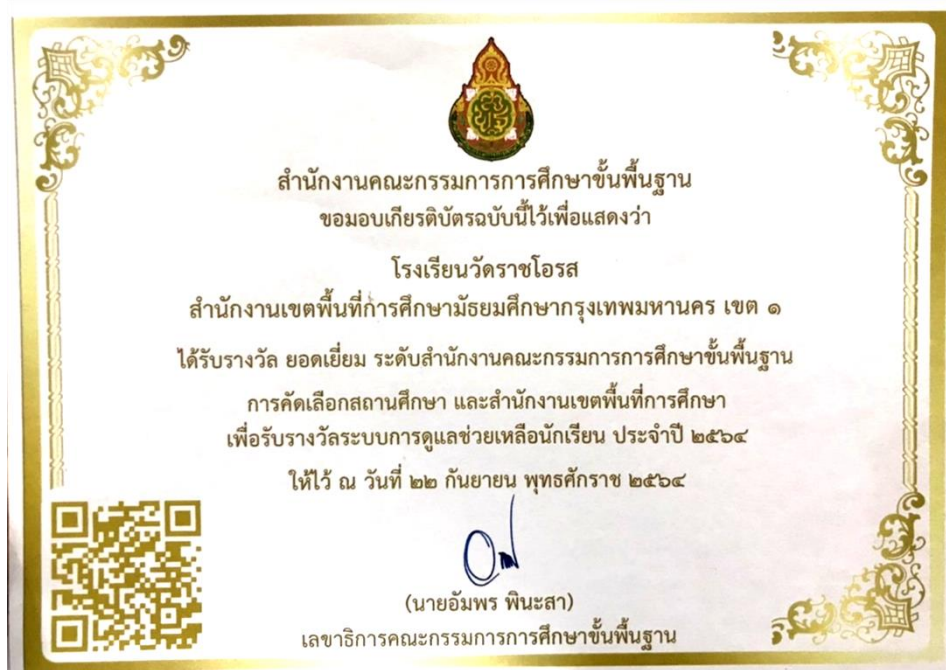 สำนักงานคณะกรรมการการศึกษาขั้นพื้นฐาน
ขอมอบเกียรติบัตรฉบับนี้ไว้เพื่อแสดงว่า
โรงเรียนวัดราชโอรส
สำนักงานเขตพื้นที่การศึกษามัธยมศึกษากรุงเทพมหานคร เขต ๑
ได้รับรางวัล ยอดเยี่ยม ระดับสำนักงานคณะกรรมการการศึกษาขั้นพื้นฐาน
การคัดเลือกสถานศึกษา และสำนักงานเขตพื้นที่การศึกษา
เพื่อรับรางวัลระบบการดูแลช่วยเหลือนักเรียน ประจำปี ๒๕๖๔
ให้ไว้ ณ วันที่ ๒๒ กันยายน พุทธศักราช ๒๕๖๔
(นายอัมพร พินะสา)
เลขาธิการคณะกรรมการการศึกษาขั้นพื้นฐาน